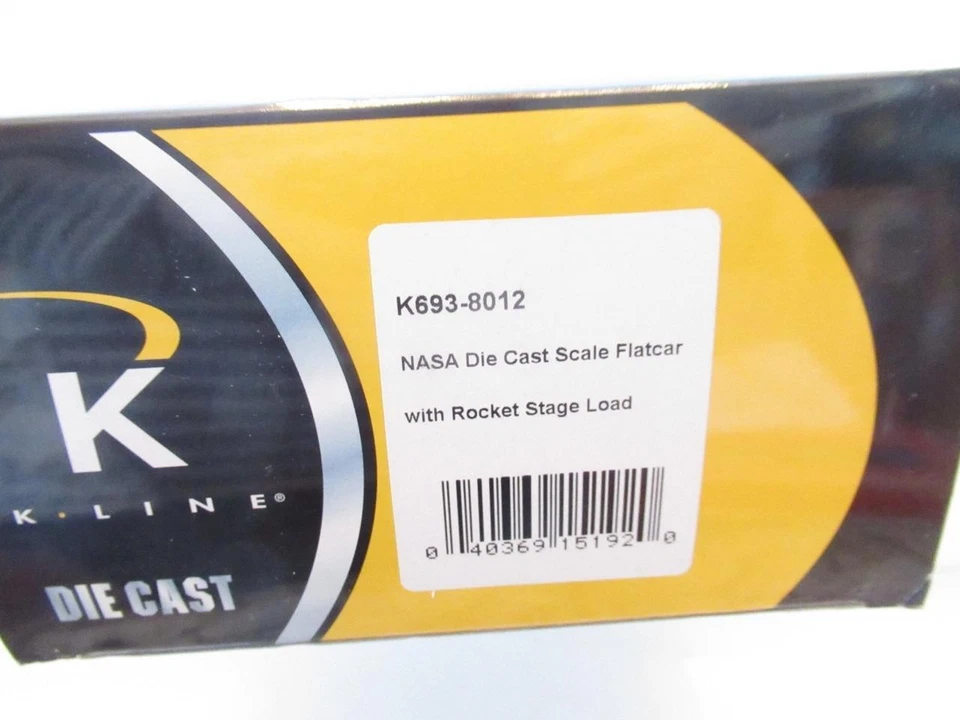 K
K·LINE®
DIE CAST
K693-8012
NASA Die Cast Scale Flatcar
with Rocket Stage Load
0 40369 15192 0